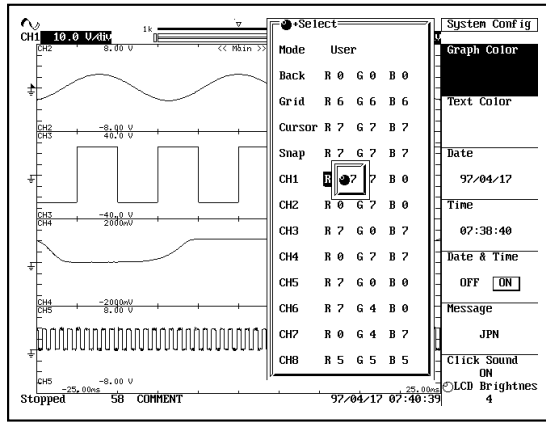 CH1 10.0 V/div
1k
<< Main >>
CH2 8.00 V
CH2 -8.00 V
CH3 40.0 V
CH3 -40.0 V
CH4 2000mV
CH4 -2000mV
CH5 8.00 V
CH5 -8.00 V
-25.00ms
25.00ms
Stopped 58 COMMENT 97/04/17 07:40:39
+Select
Mode User
Back R 0 G 0 B 0
Grid R 6 G 6 B 6
Cursor R 7 G 7 B 7
Snap R 7 G 7 B 7
CH1 R 7 7 B 0
CH2 R 0 G 7 B 0
CH3 R 7 G 0 B 7
CH4 R 0 G 7 B 7
CH5 R 7 G 0 B 0
CH6 R 7 G 4 B 0
CH7 R 0 G 4 B 7
CH8 R 5 G 5 B 5
System Config
Graph Color
Text Color
Date
97/04/17
Time
07:38:40
Date & Time
OFF ON
Message
JPN
Click Sound
ON
LCD Brightnes
4